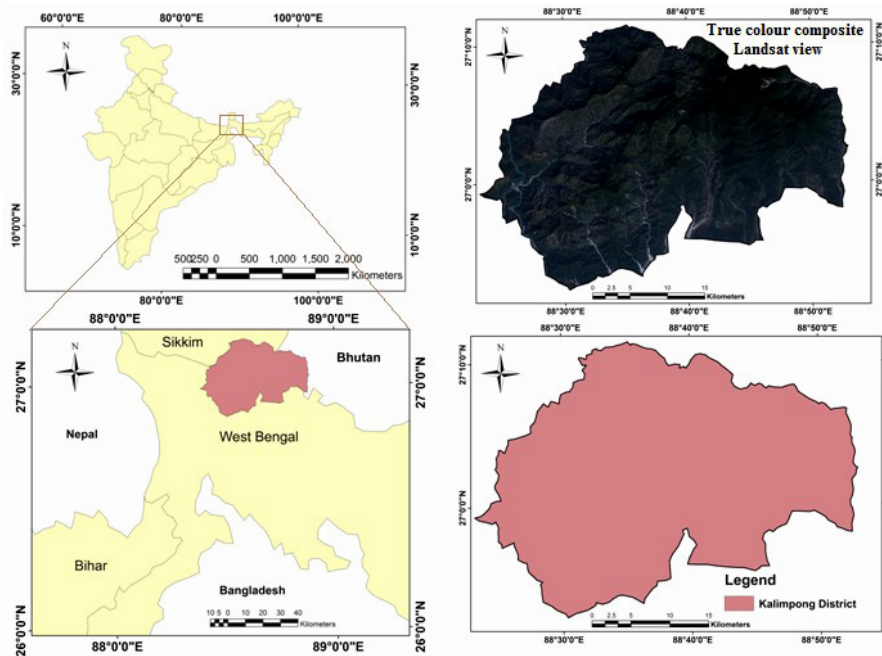 60°0'0"E 80°0'0"E 100°0'0"E
N
30°0'0"N
30°0'0"N
10°0'0"N
10°0'0"N
500250 0 500 1,000 1,500 2,000
Kilometers
80°0'0"E 100°0'0"E
88°30'0"E 88°40'0"E 88°50'0"E
True colour composite
Landsat view
N
27°10'0"N
27°10'0"N
27°0'0"N
27°0'0"N
0 2.5 5 10 15
Kilometers
88°30'0"E 88°40'0"E 88°50'0"E
88°0'0"E 89°0'0"E
Sikkim
N
Bhutan
27°0'0"N
27°0'0"N
Nepal
West Bengal
Bihar
Bangladesh
10 5 0 10 20 30 40
Kilometers
26°0'0"N
26°0'0"N
88°0'0"E 89°0'0"E
88°30'0"E 88°40'0"E 88°50'0"E
N
27°10'0"N
27°10'0"N
27°0'0"N
27°0'0"N
Legend
Kalimpong District
0 2.5 5 10 15
Kilometers
88°30'0"E 88°40'0"E 88°50'0"E